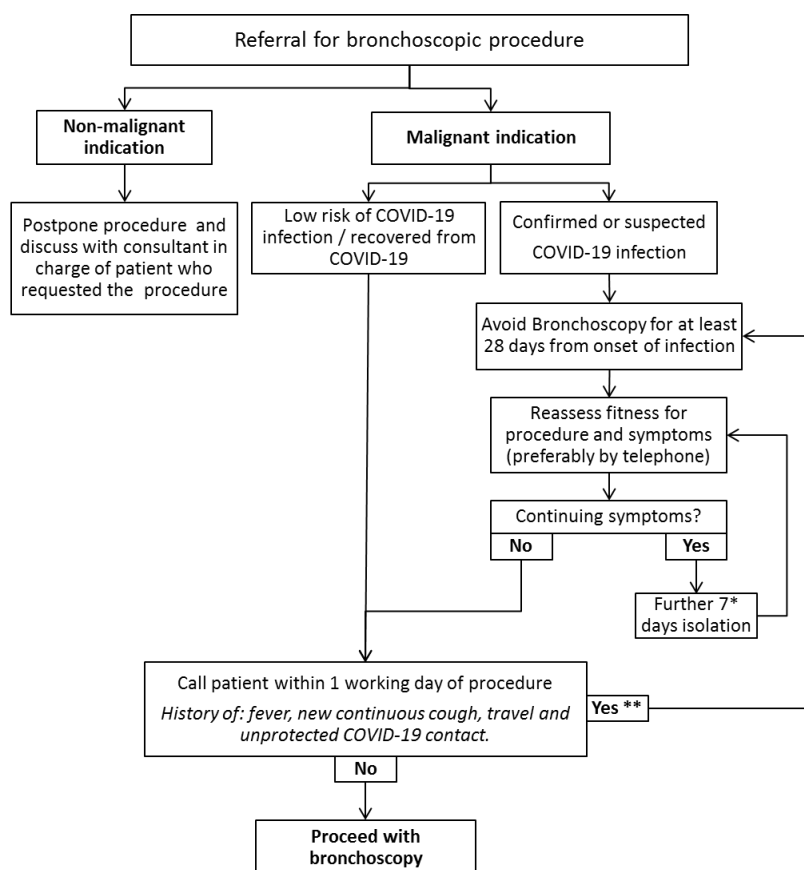 Referral for bronchoscopic procedure
Non-malignant
indication
Malignant indication
Postpone procedure and
discuss with consultant in
charge of patient who
requested the procedure
Low risk of COVID-19
infection / recovered from
COVID-19
Confirmed or suspected
COVID-19 infection
Avoid Bronchoscopy for at least
28 days from onset of infection
Reassess fitness for
procedure and symptoms
(preferably by telephone)
Continuing symptoms?
No
Yes
Further 7*
days isolation
Call patient within 1 working day of procedure
History of: fever, new continuous cough, travel and
unprotected COVID-19 contact.
Yes **
No
Proceed with
bronchoscopy